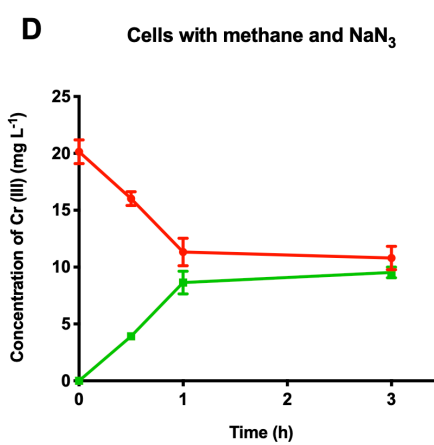 D
Cells with methane and NaN₃
Concentration of Cr (III) (mg L⁻¹)
25
20
15
10
5
0
0 1 2 3
Time (h)